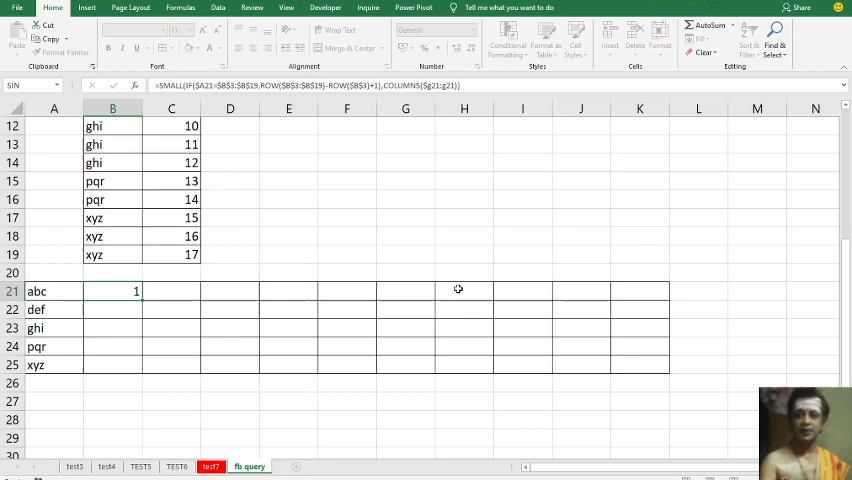 File Home Insert Page Layout Formulas Data Review View Developer Inquire Power Pivot Tell me what you want to do Share
Cut
Copy
Format Painter
Paste
Wrap Text
Merge & Center
General
Conditional Formatting
Format as Table
Cell Styles
Insert Delete Format
AutoSum
Fill
Clear
Sort & Filter
Find & Select
Clipboard Font Alignment Number Styles Cells Editing
SIN =SMALL(IF($A21=$B$3:$B$19,ROW($B$3:$B$19)-ROW($B$3)+1),COLUMNS($g21:g21))
A B C D E F G H I J K L M N
12 ghi 10
13 ghi 11
14 ghi 12
15 pqr 13
16 pqr 14
17 xyz 15
18 xyz 16
19 xyz 17
20
21 abc 1
22 def
23 ghi
24 pqr
25 xyz
26
27
28
29
30
test3 test4 TEST5 TEST6 test7 fb query